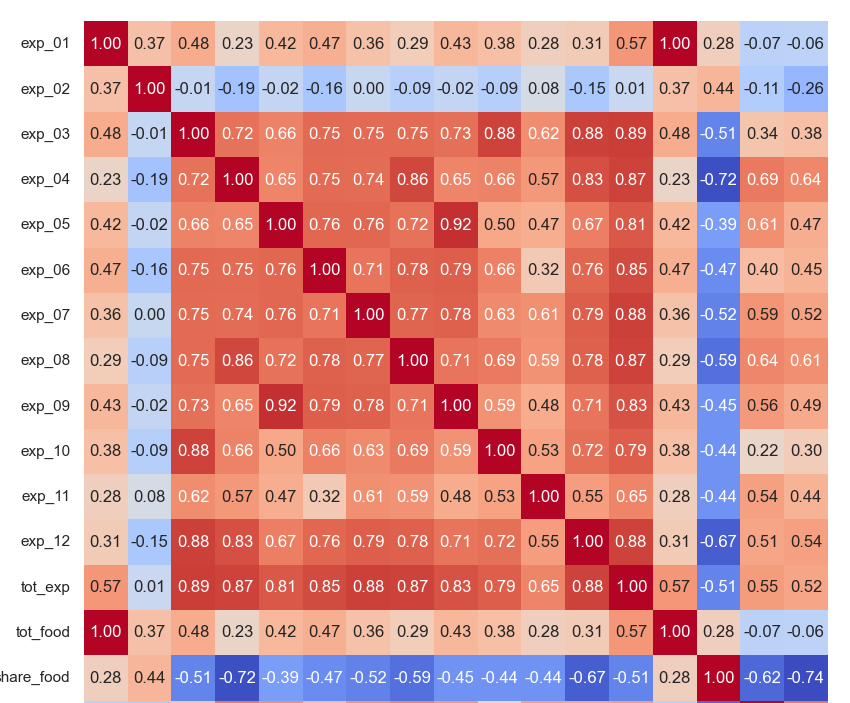 exp_01 1.00 0.37 0.48 0.23 0.42 0.47 0.36 0.29 0.43 0.38 0.28 0.31 0.57 1.00 0.28 -0.07 -0.06
exp_02 0.37 1.00 -0.01 -0.19 -0.02 -0.16 0.00 -0.09 -0.02 -0.09 0.08 -0.15 0.01 0.37 0.44 -0.11 -0.26
exp_03 0.48 -0.01 1.00 0.72 0.66 0.75 0.75 0.75 0.73 0.88 0.62 0.88 0.89 0.48 -0.51 0.34 0.38
exp_04 0.23 -0.19 0.72 1.00 0.65 0.75 0.74 0.86 0.65 0.66 0.57 0.83 0.87 0.23 -0.72 0.69 0.64
exp_05 0.42 -0.02 0.66 0.65 1.00 0.76 0.76 0.72 0.92 0.50 0.47 0.67 0.81 0.42 -0.39 0.61 0.47
exp_06 0.47 -0.16 0.75 0.75 0.76 1.00 0.71 0.78 0.79 0.66 0.32 0.76 0.85 0.47 -0.47 0.40 0.45
exp_07 0.36 0.00 0.75 0.74 0.76 0.71 1.00 0.77 0.78 0.63 0.61 0.79 0.88 0.36 -0.52 0.59 0.52
exp_08 0.29 -0.09 0.75 0.86 0.72 0.78 0.77 1.00 0.71 0.69 0.59 0.78 0.87 0.29 -0.59 0.64 0.61
exp_09 0.43 -0.02 0.73 0.65 0.92 0.79 0.78 0.71 1.00 0.59 0.48 0.71 0.83 0.43 -0.45 0.56 0.49
exp_10 0.38 -0.09 0.88 0.66 0.50 0.66 0.63 0.69 0.59 1.00 0.53 0.72 0.79 0.38 -0.44 0.22 0.30
exp_11 0.28 0.08 0.62 0.57 0.47 0.32 0.61 0.59 0.48 0.53 1.00 0.55 0.65 0.28 -0.44 0.54 0.44
exp_12 0.31 -0.15 0.88 0.83 0.67 0.76 0.79 0.78 0.71 0.72 0.55 1.00 0.88 0.31 -0.67 0.51 0.54
tot_exp 0.57 0.01 0.89 0.87 0.81 0.85 0.88 0.87 0.83 0.79 0.65 0.88 1.00 0.57 -0.51 0.55 0.52
tot_food 1.00 0.37 0.48 0.23 0.42 0.47 0.36 0.29 0.43 0.38 0.28 0.31 0.57 1.00 0.28 -0.07 -0.06
hare_food 0.28 0.44 -0.51 -0.72 -0.39 -0.47 -0.52 -0.59 -0.45 -0.44 -0.44 -0.67 -0.51 0.28 1.00 -0.62 -0.74